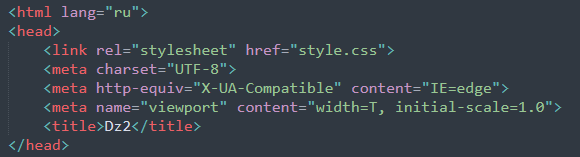 <html lang="ru">
<head>
<link rel="stylesheet" href="style.css">
<meta charset="UTF-8">
<meta http-equiv="X-UA-Compatible" content="IE=edge">
<meta name="viewport" content="width=T, initial-scale=1.0">
<title>Dz2</title>
</head>